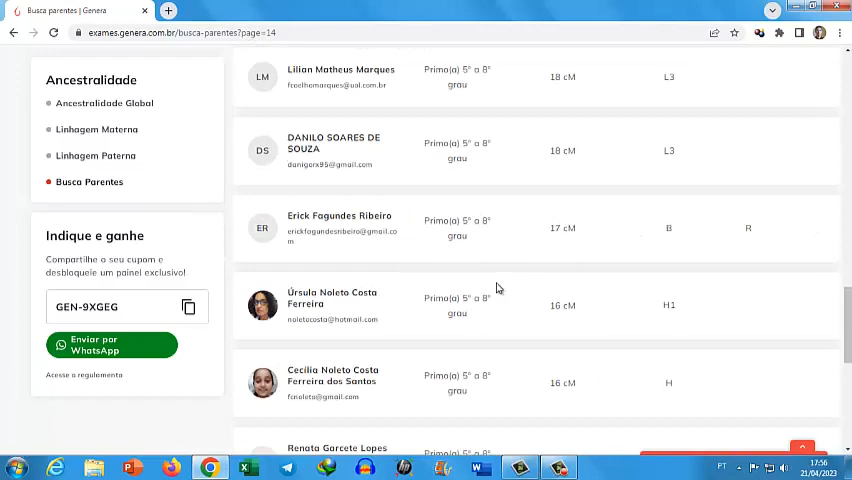 Busca parentes | Genera
exames.genera.com.br/busca-parentes?page=14
Ancestralidade
Ancestralidade Global
Linhagem Materna
Linhagem Paterna
Busca Parentes
Indique e ganhe
Compartilhe o seu cupom e
desbloqueie um painel exclusivo!
GEN-9XGEG
Enviar por
WhatsApp
Acesse o regulamento
LM
Lilian Matheus Marques
fcoelhomarques@uol.com.br
Primo(a) 5° a 8°
grau
18 cM
L3
DS
DANILO SOARES DE
SOUZA
danigorx95@gmail.com
Primo(a) 5° a 8°
grau
18 cM
L3
ER
Erick Fagundes Ribeiro
erickfagundesribeiro@gmail.co
m
Primo(a) 5° a 8°
grau
17 cM
B
R
Úrsula Noleto Costa
Ferreira
noletocosta@hotmail.com
Primo(a) 5° a 8°
grau
16 cM
H1
Cecília Noleto Costa
Ferreira dos Santos
fcnoleto@gmail.com
Primo(a) 5° a 8°
grau
16 cM
H
Renata Garcete Lopes
Primo(a) 5° a 8°
PT
17:56
21/04/2023